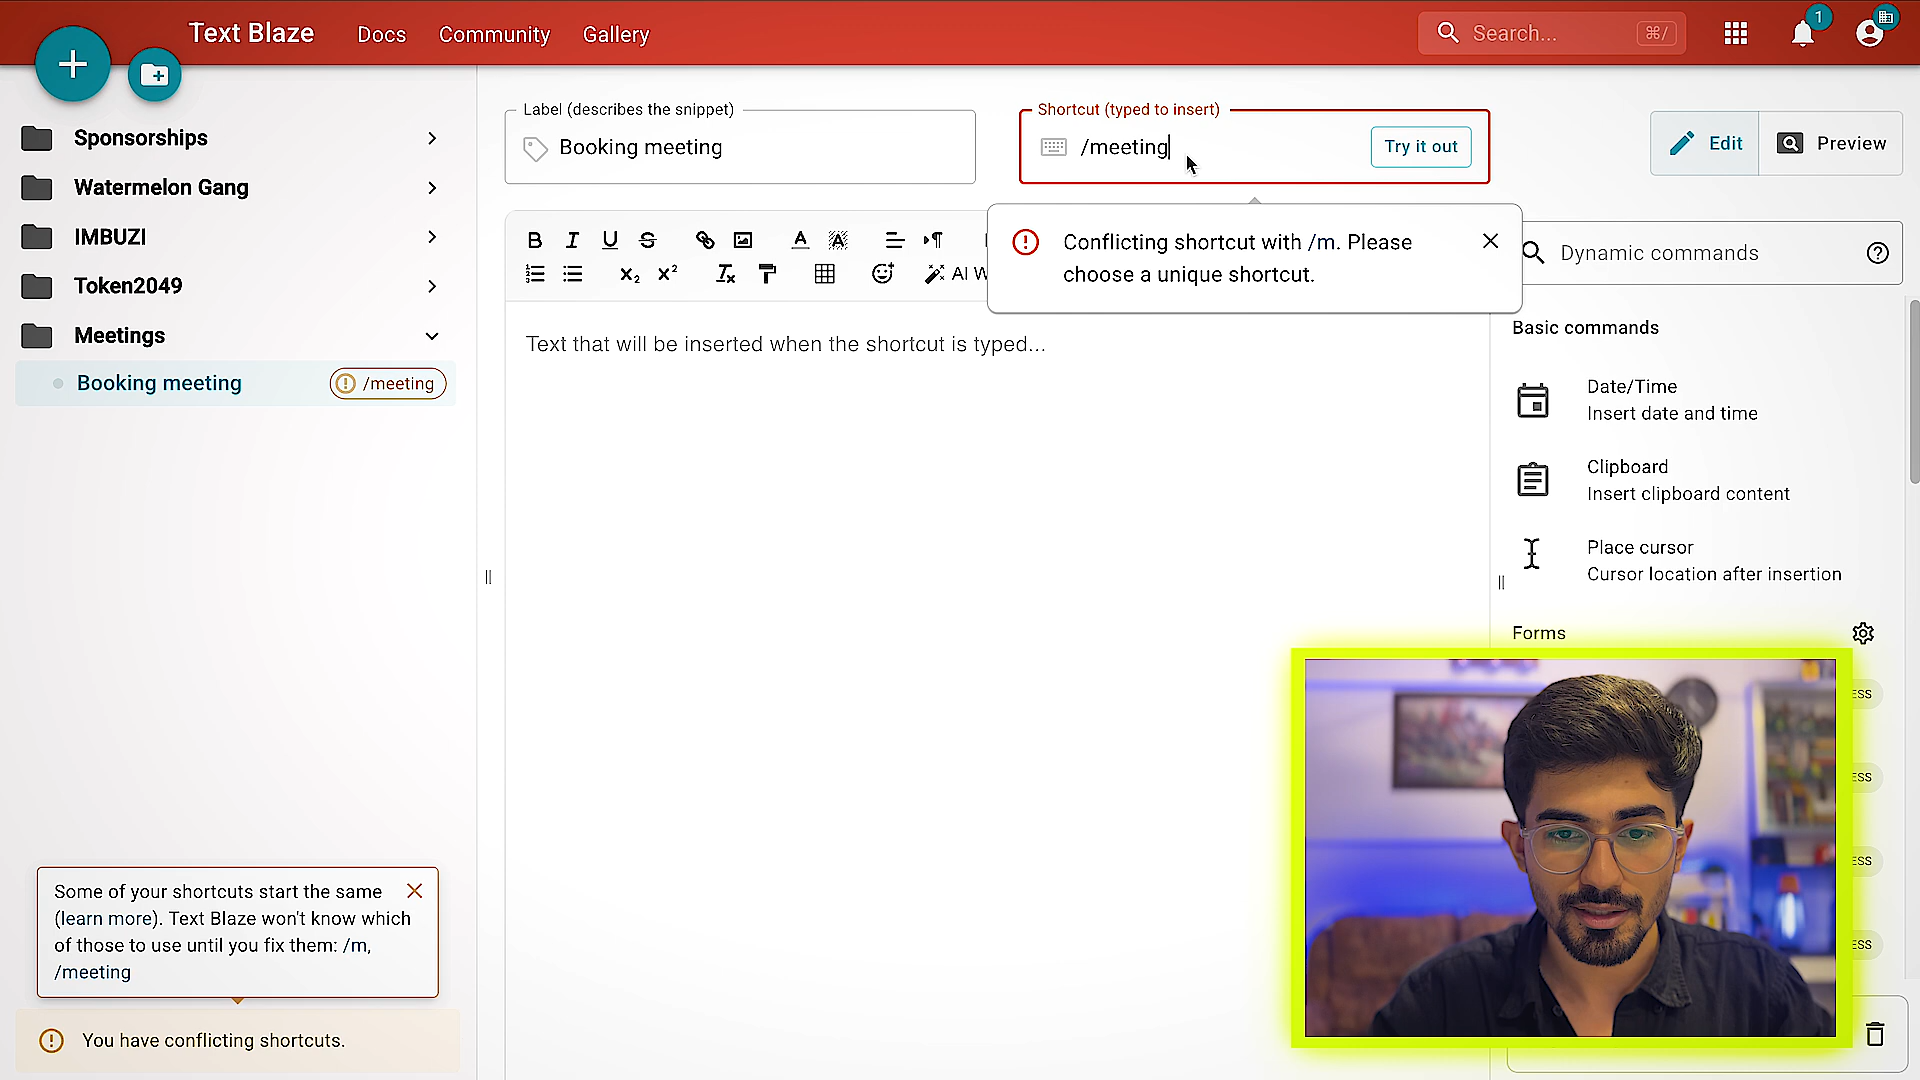 Text Blaze
Docs
Community
Gallery
Search...
⌘/
1
Sponsorships
Watermelon Gang
IMBUZI
Token2049
Meetings
Booking meeting
/meeting
Label (describes the snippet)
Booking meeting
Shortcut (typed to insert)
/meeting
Try it out
Edit
Preview
Conflicting shortcut with /m. Please
choose a unique shortcut.
AI W
Text that will be inserted when the shortcut is typed...
Dynamic commands
Basic commands
Date/Time
Insert date and time
Clipboard
Insert clipboard content
Place cursor
Cursor location after insertion
Forms
ESS
ESS
ESS
ESS
Some of your shortcuts start the same
(learn more). Text Blaze won't know which
of those to use until you fix them: /m,
/meeting
You have conflicting shortcuts.